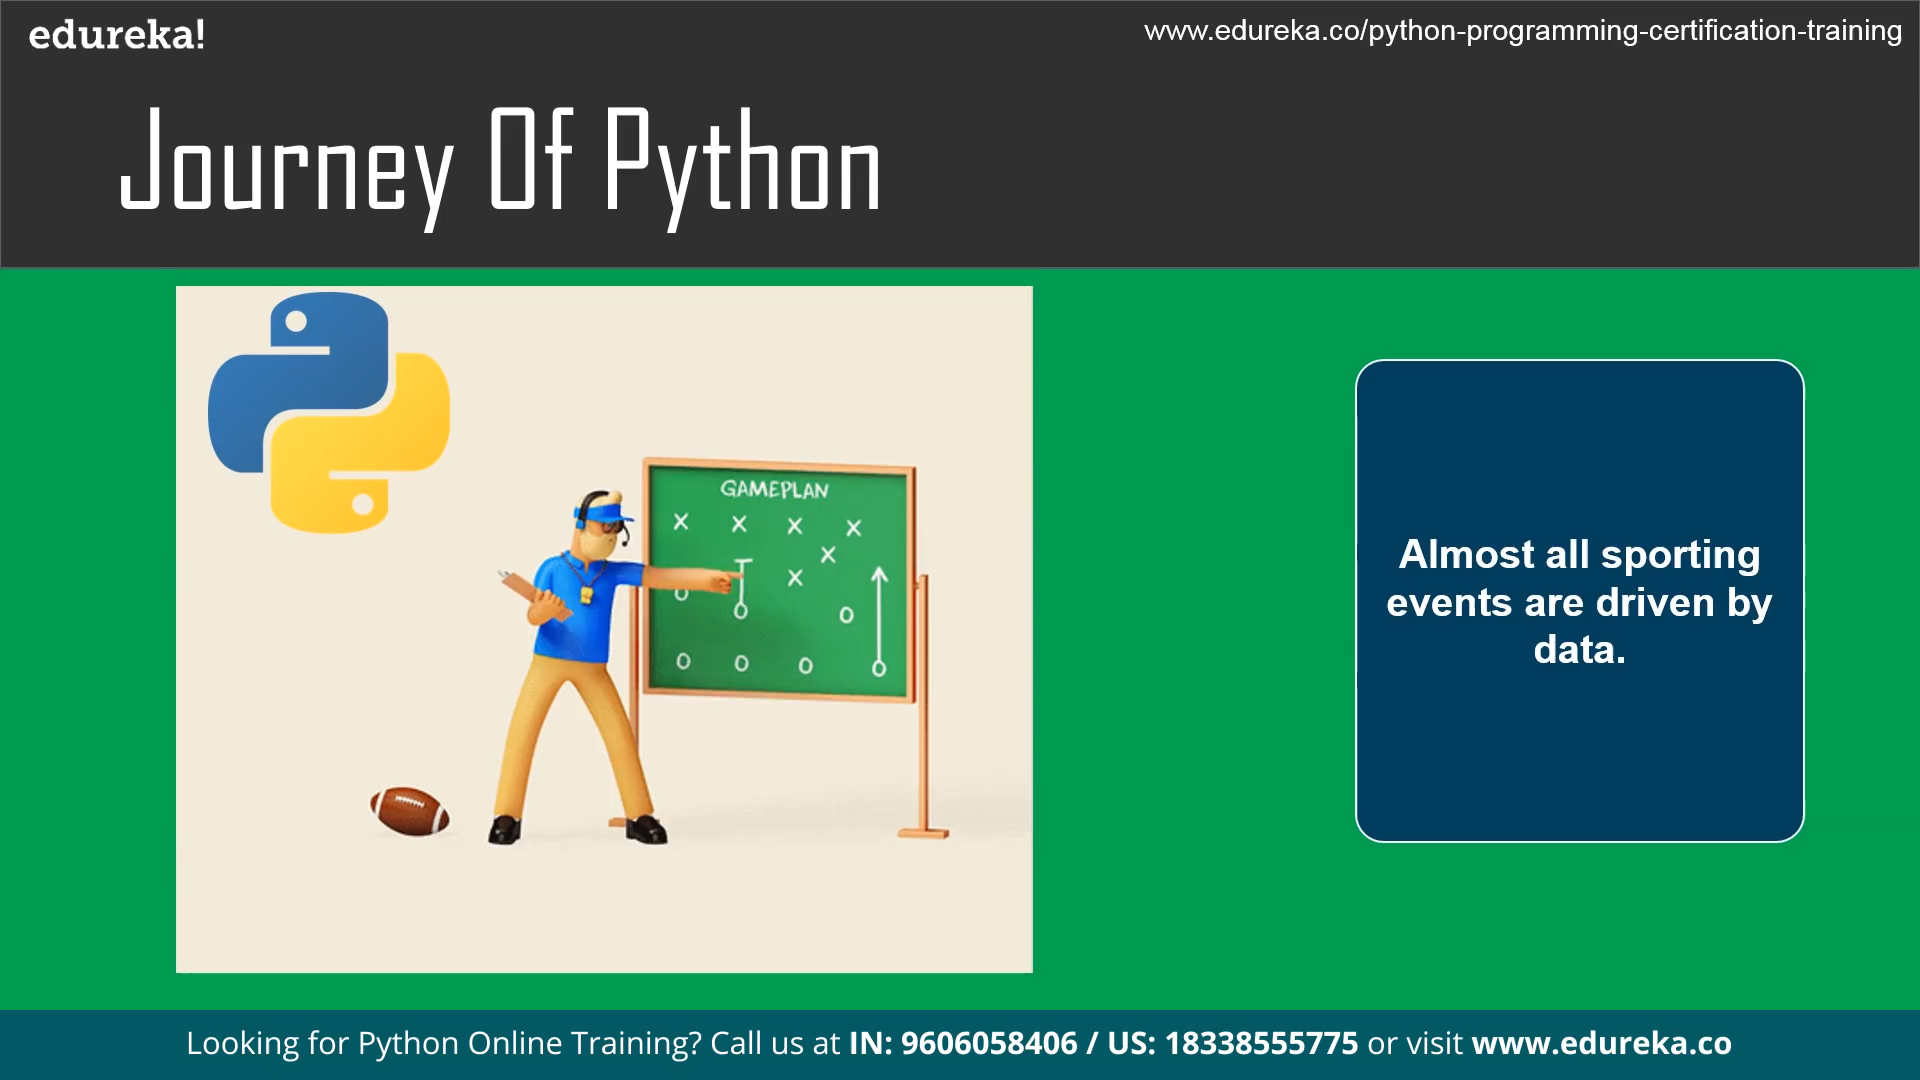 edureka!
www.edureka.co/python-programming-certification-training
Journey Of Python
GAMEPLAN
X X X X
X
X
O O O
O O O O
Almost all sporting
events are driven by
data.
Looking for Python Online Training? Call us at IN: 9606058406 / US: 18338555775 or visit www.edureka.co